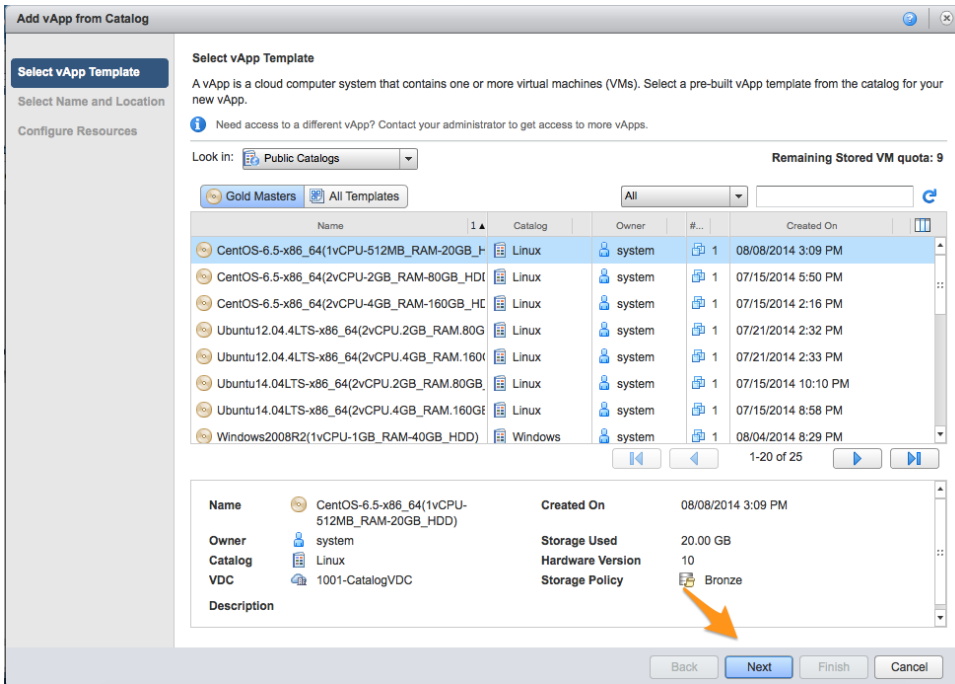 Add vApp from Catalog
Select vApp Template
Select Name and Location
Configure Resources
Select vApp Template
A vApp is a cloud computer system that contains one or more virtual machines (VMs). Select a pre-built vApp template from the catalog for your
new vApp.
Need access to a different vApp? Contact your administrator to get access to more vApps.
Look in: Public Catalogs Remaining Stored VM quota: 9
Gold Masters All Templates All
Name 1 Catalog Owner #... Created On
CentOS-6.5-x86_64(1vCPU-512MB_RAM-20GB_H Linux system 1 08/08/2014 3:09 PM
CentOS-6.5-x86_64(2vCPU-2GB_RAM-80GB_HDD Linux system 1 07/15/2014 5:50 PM
CentOS-6.5-x86_64(2vCPU-4GB_RAM-160GB_HD Linux system 1 07/15/2014 2:16 PM
Ubuntu12.04.4LTS-x86_64(2vCPU.2GB_RAM.80G Linux system 1 07/21/2014 2:32 PM
Ubuntu12.04.4LTS-x86_64(2vCPU.4GB_RAM.160 Linux system 1 07/21/2014 2:33 PM
Ubuntu14.04LTS-x86_64(2vCPU.2GB_RAM.80GB_ Linux system 1 07/15/2014 10:10 PM
Ubuntu14.04LTS-x86_64(2vCPU.4GB_RAM.160GB Linux system 1 07/15/2014 8:58 PM
Windows2008R2(1vCPU-1GB_RAM-40GB_HDD) Windows system 1 08/04/2014 8:29 PM
1-20 of 25
Name CentOS-6.5-x86_64(1vCPU- Created On 08/08/2014 3:09 PM
512MB_RAM-20GB_HDD)
Owner system Storage Used 20.00 GB
Catalog Linux Hardware Version 10
VDC 1001-CatalogVDC Storage Policy Bronze
Description
Back Next Finish Cancel